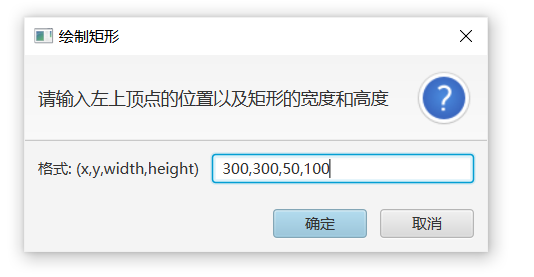 绘制矩形
请输入左上顶点的位置以及矩形的宽度和高度
?
格式: (x,y,width,height) 300,300,50,100
确定 取消